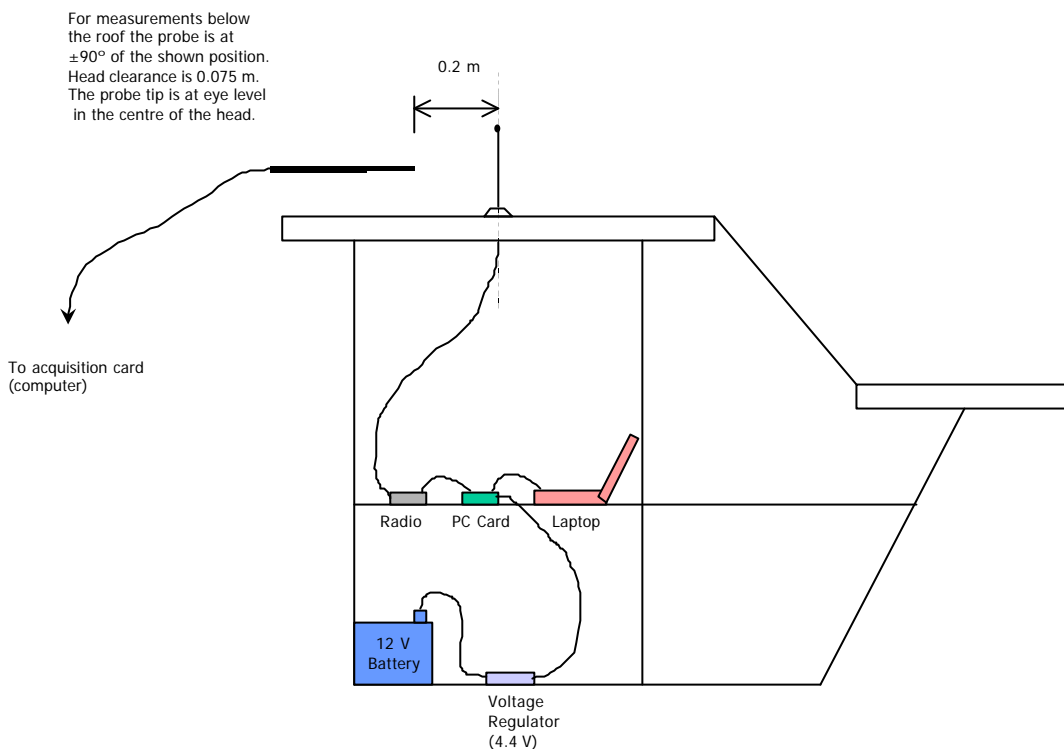 For measurements below
the roof the probe is at
±90º of the shown position.
Head clearance is 0.075 m.
The probe tip is at eye level
in the centre of the head.
0.2 m
To acquisition card
(computer)
Radio
PC Card
Laptop
12 V
Battery
Voltage
Regulator
(4.4 V)